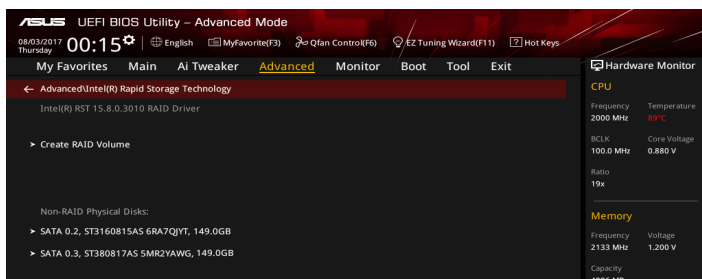 ASUS UEFI BIOS Utility – Advanced Mode
08/03/2017 Thursday 00:15 English MyFavorite(F3) Qfan Control(F6) EZ Tuning Wizard(F11) ? Hot Keys
My Favorites Main Ai Tweaker Advanced Monitor Boot Tool Exit Hardware Monitor
← Advanced\Intel(R) Rapid Storage Technology
CPU
Intel(R) RST 15.8.0.3010 RAID Driver
Frequency Temperature
2000 MHz 89°C
> Create RAID Volume
BCLK Core Voltage
100.0 MHz 0.880 V
Ratio
19x
Non-RAID Physical Disks:
Memory
> SATA 0.2, ST3160815AS 6RA7QJYT, 149.0GB
Frequency Voltage
2133 MHz 1.200 V
> SATA 0.3, ST380817AS 5MR2YAWG, 149.0GB
Capacity